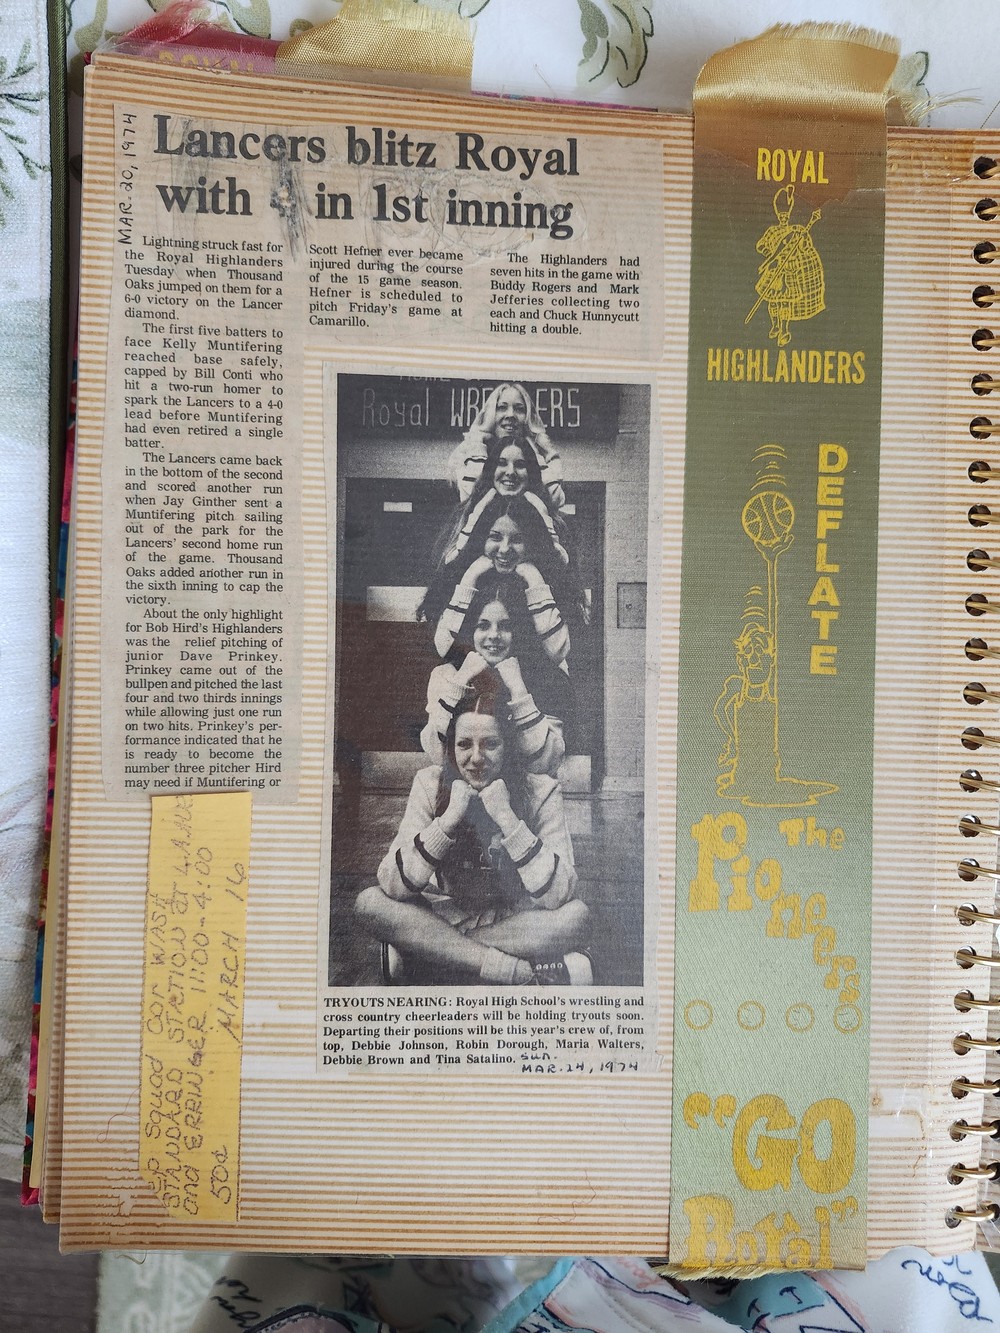 MAR. 20, 1974
Lancers blitz Royal
with 4 in 1st inning
Lightning struck fast for
the Royal Highlanders
Tuesday when Thousand
Oaks jumped on them for a
6-0 victory on the Lancer
diamond.
The first five batters to
face Kelly Muntifering
reached base safely,
capped by Bill Conti who
hit a two-run homer to
spark the Lancers to a 4-0
lead before Muntifering
had even retired a single
batter.
The Lancers came back
in the bottom of the second
and scored another run
when Jay Ginther sent a
Muntifering pitch sailing
out of the park for the
Lancers' second home run
of the game. Thousand
Oaks added another run in
the sixth inning to cap the
victory.
About the only highlight
for Bob Hird's Highlanders
was the relief pitching of
junior Dave Prinkey.
Prinkey came out of the
bullpen and pitched the last
four and two thirds innings
while allowing just one run
on two hits. Prinkey's per-
formance indicated that he
is ready to become the
number three pitcher Hird
may need if Muntifering or
Scott Hefner ever became
injured during the course
of the 15 game season.
Hefner is scheduled to
pitch Friday's game at
Camarillo.
The Highlanders had
seven hits in the game with
Buddy Rogers and Mark
Jefferies collecting two
each and Chuck Hunnycutt
hitting a double.
Royal WRE ERS
TRYOUTS NEARING: Royal High School's wrestling and
cross country cheerleaders will be holding tryouts soon.
Departing their positions will be this year's crew of, from
top, Debbie Johnson, Robin Dorough, Maria Walters,
Debbie Brown and Tina Satalino.
Sun.
MAR. 24, 1974
Squad Car WASH
STANDARD STATION at
and ERRINGER 11:00-4:00
50¢ MARCH 16
ROYAL
HIGHLANDERS
DEFLATE
The
Pioneers
"GO
Royal"